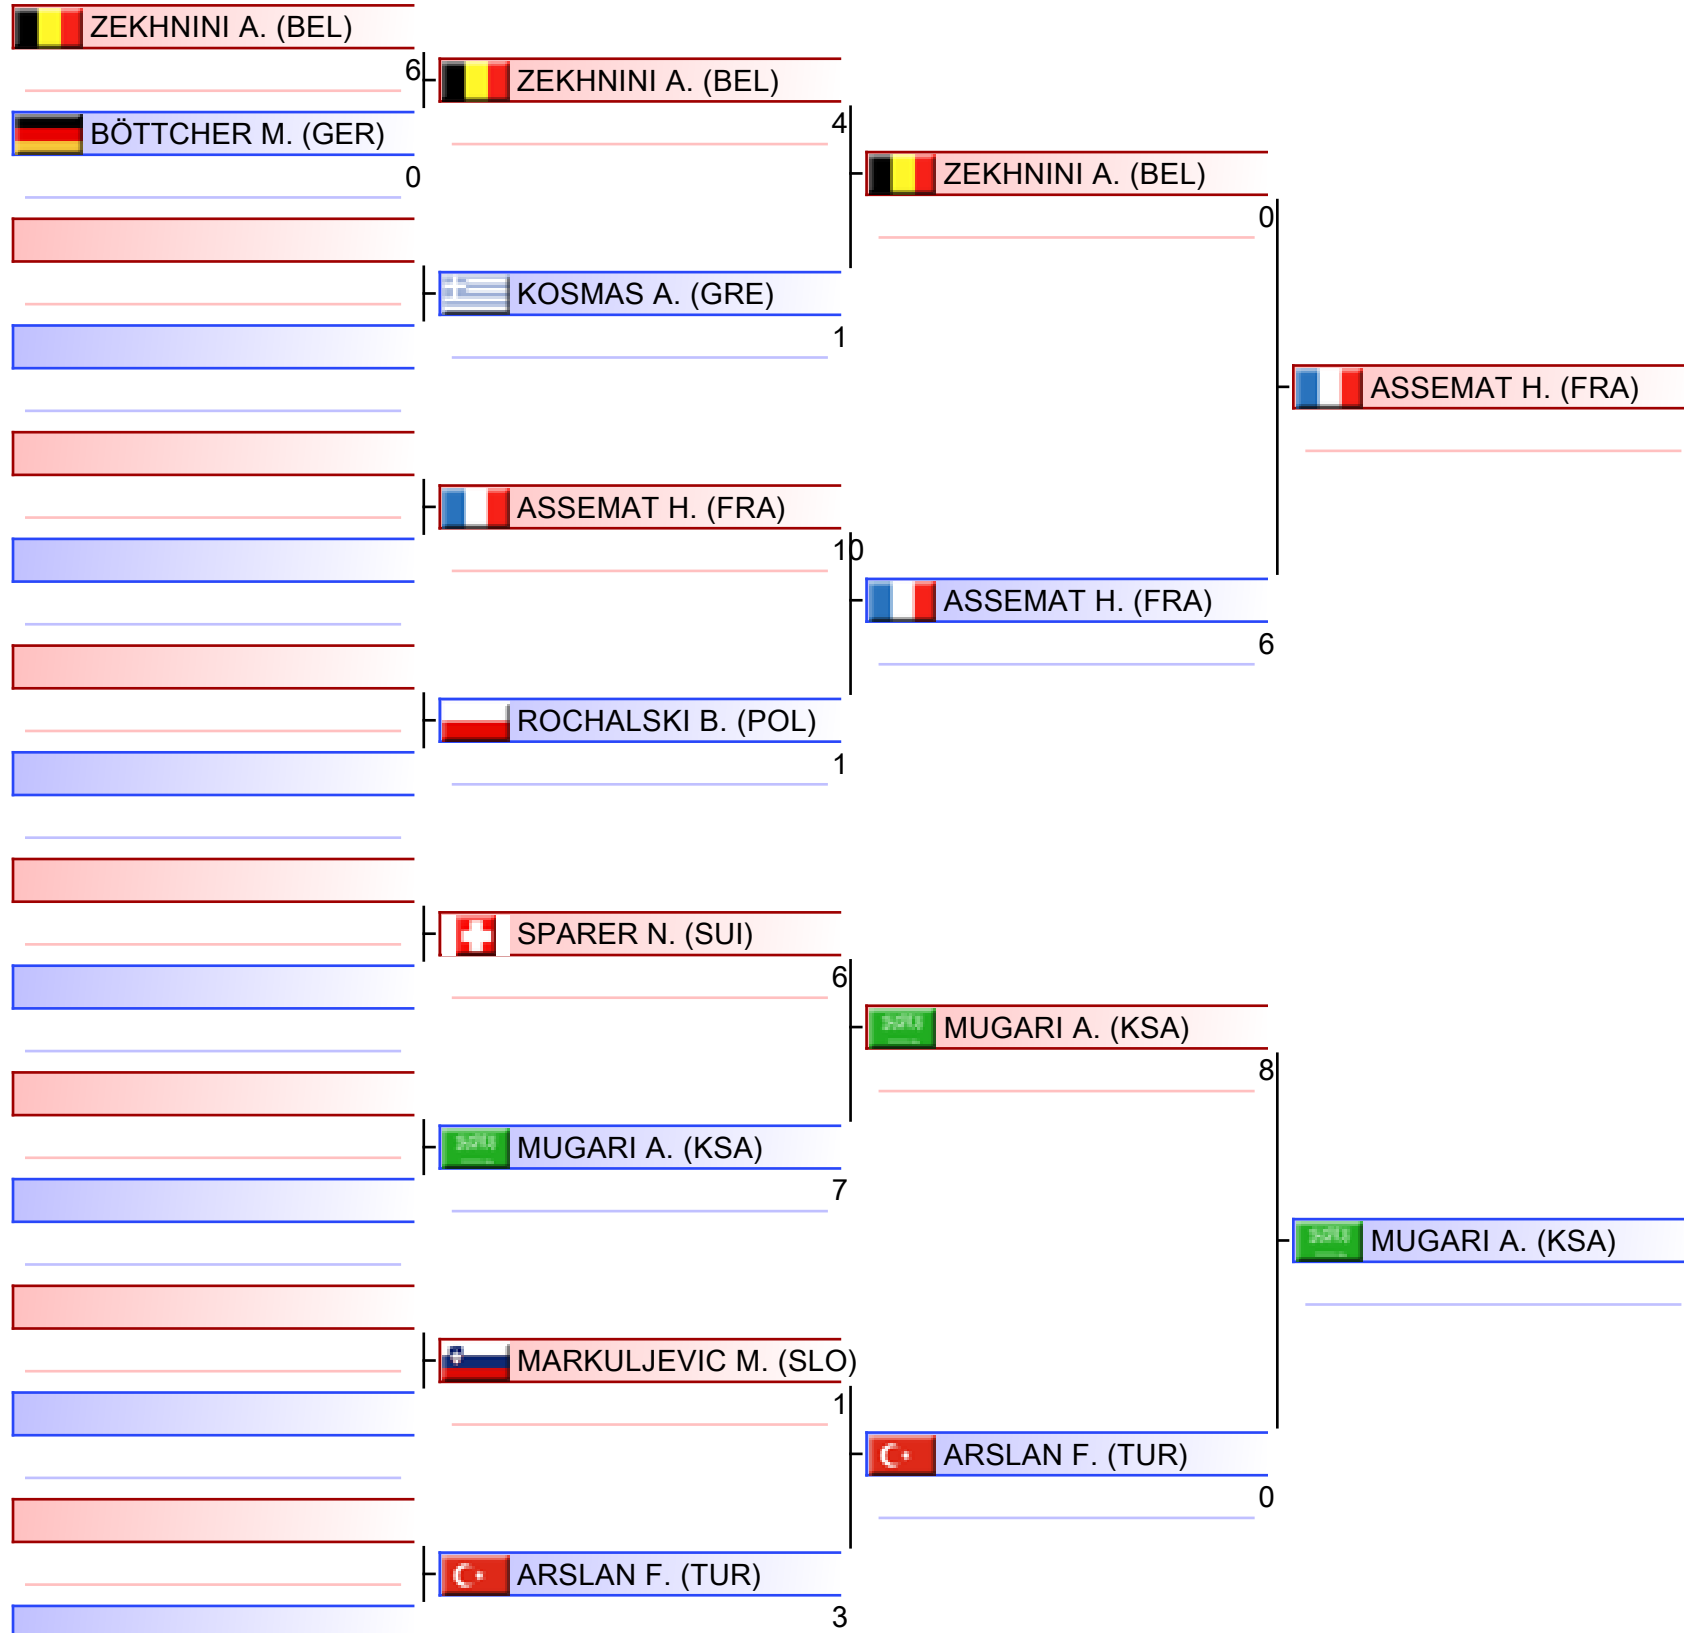 ZEKHNINI A. (BEL)
6
BÖTTCHER M. (GER)
0
ZEKHNINI A. (BEL)
4
KOSMAS A. (GRE)
1
ASSEMAT H. (FRA)
10
ROCHALSKI B. (POL)
1
SPARER N. (SUI)
6
MUGARI A. (KSA)
7
MARKULJEVIC M. (SLO)
1
ARSLAN F. (TUR)
3
ZEKHNINI A. (BEL)
0
ASSEMAT H. (FRA)
6
MUGARI A. (KSA)
8
ARSLAN F. (TUR)
0
ASSEMAT H. (FRA)
MUGARI A. (KSA)